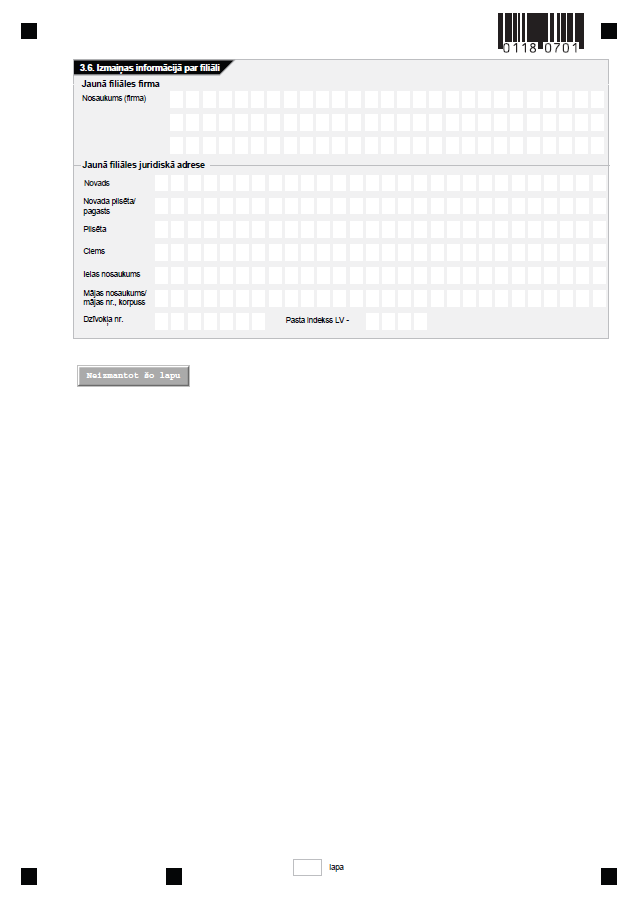 0118 0701
3.6. Izmaiņas informācijā par filiāli
Jaunā filiāles firma
Nosaukums (firma)
Jaunā filiāles juridiskā adrese
Novads
Novada pilsēta/
pagasts
Pilsēta
Ciems
Ielas nosaukums
Mājas nosaukums/
mājas nr., korpuss
Dzīvokļa nr.
Pasta indekss LV -
Neizmantot šo lapu
lapa